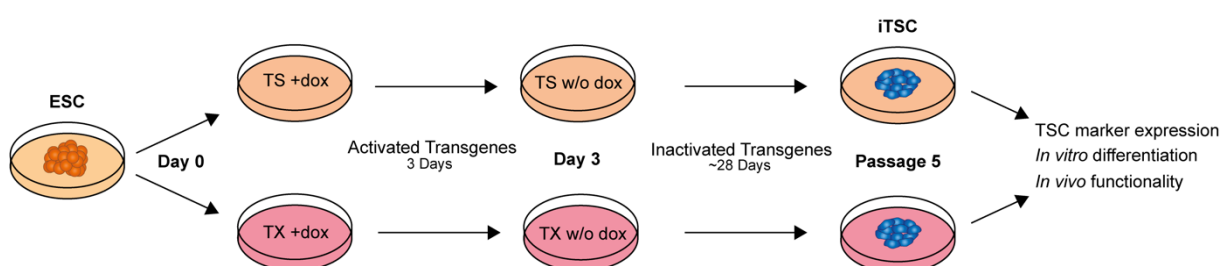 iTSC
TS +dox
TS w/o dox
ESC
TSC marker expression
Day 0
Activated Transgenes
3 Days
Day 3
Inactivated Transgenes
~28 Days
Passage 5
In vitro differentiation
In vivo functionality
TX +dox
TX w/o dox